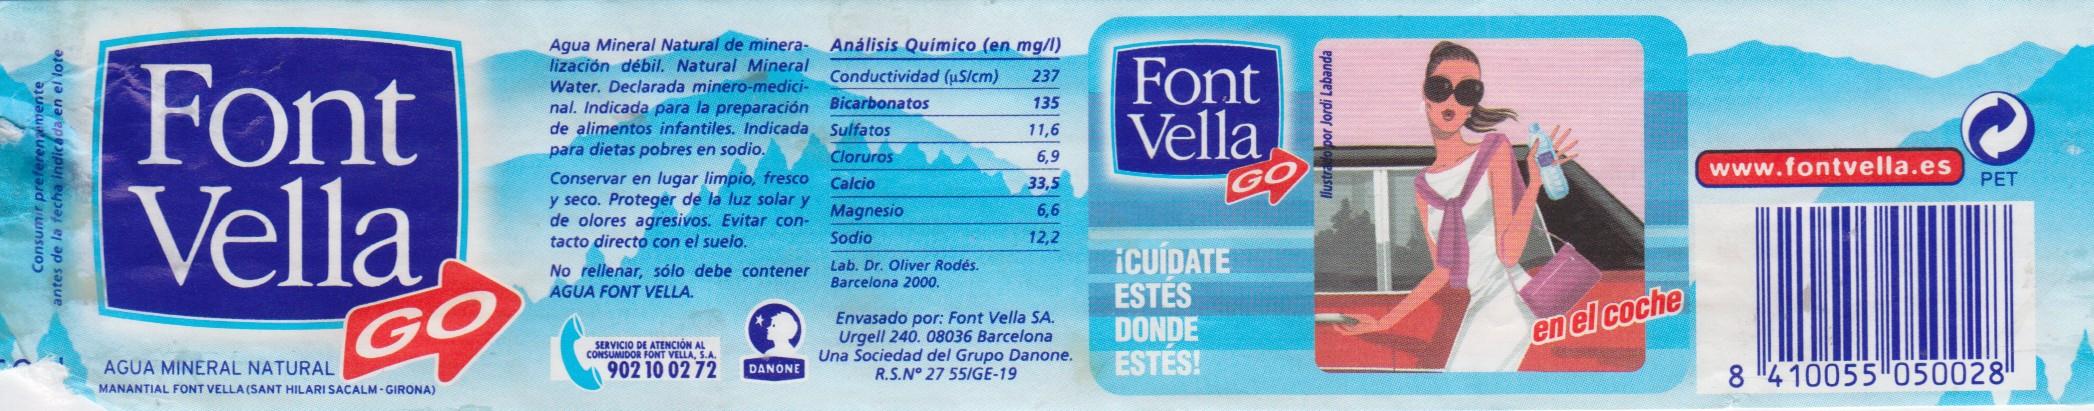 Consumir preferentemente
antes de la fecha indicada en el lote
Font
Vella
GO
AGUA MINERAL NATURAL
MANANTIAL FONT VELLA (SANT HILARI SACALM - GIRONA)
Agua Mineral Natural de minera-
lización débil. Natural Mineral
Water. Declarada minero-medici-
nal. Indicada para la preparación
de alimentos infantiles. Indicada
para dietas pobres en sodio.
Conservar en lugar limpio, fresco
y seco. Proteger de la luz solar y
de olores agresivos. Evitar con-
tacto directo con el suelo.
No rellenar, sólo debe contener
AGUA FONT VELLA.
SERVICIO DE ATENCIÓN AL
CONSUMIDOR FONT VELLA, S.A.
902 10 02 72
DANONE
Análisis Químico (en mg/l)
Conductividad (µS/cm) 237
Bicarbonatos 135
Sulfatos 11,6
Cloruros 6,9
Calcio 33,5
Magnesio 6,6
Sodio 12,2
Lab. Dr. Oliver Rodés.
Barcelona 2000.
Envasado por: Font Vella SA.
Urgell 240. 08036 Barcelona
Una Sociedad del Grupo Danone.
R.S.Nº 27 55/GE-19
Font
Vella
GO
¡CUÍDATE
ESTÉS
DONDE
ESTÉS!
Ilustrado por Jordi Labanda
en el coche
www.fontvella.es
PET
8 410055 050028